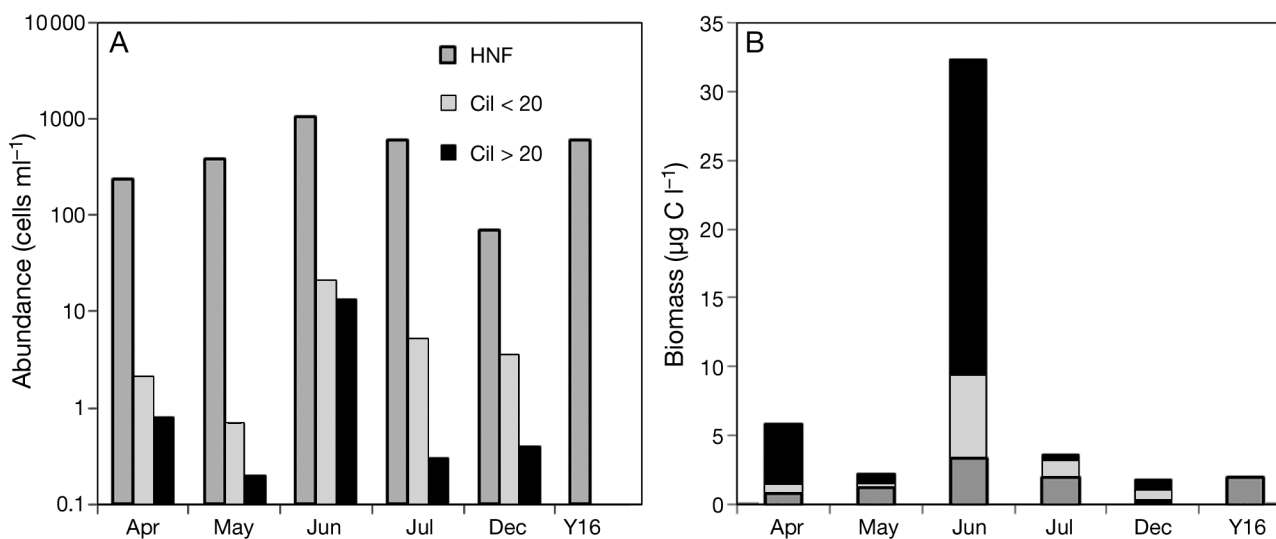 A
Abundance (cells ml⁻¹)
10000
1000
100
10
1
0.1
HNF
Cil < 20
Cil > 20
Apr May Jun Jul Dec Y16
B
Biomass (µg C l⁻¹)
35
30
25
20
15
10
5
0
Apr May Jun Jul Dec Y16